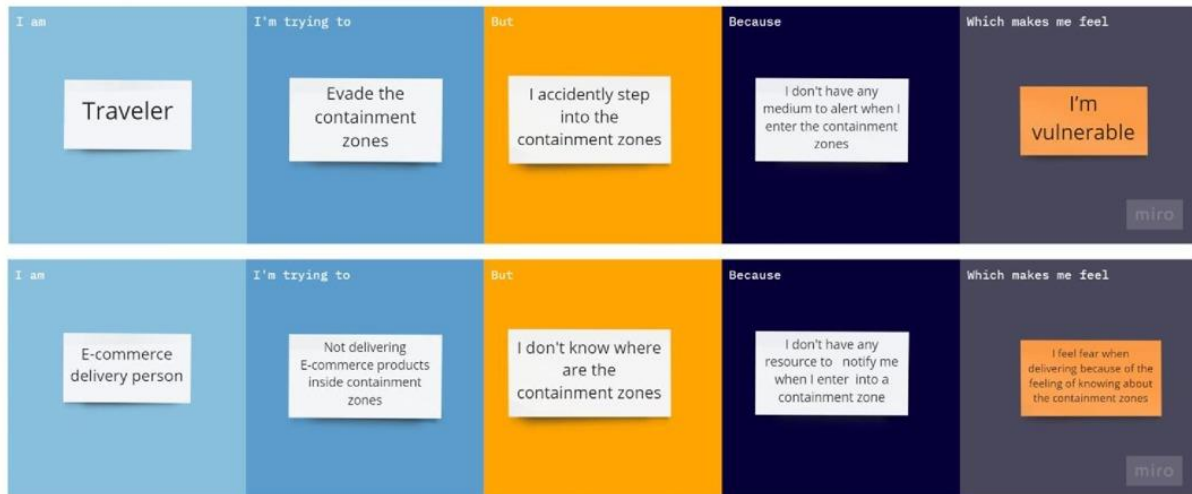 I am
I'm trying to
But
Because
Which makes me feel
Traveler
Evade the
containment
zones
I accidently step
into the
containment zones
I don't have any
medium to alert when I
enter the containment
zones
I'm
vulnerable
miro
I am
I'm trying to
But
Because
Which makes me feel
E-commerce
delivery person
Not delivering
E-commerce products
inside containment
zones
I don't know where
are the
containment zones
I don't have any
resource to notify me
when I enter into a
containment zone
I feel fear when
delivering because of the
feeling of knowing about
the containment zones
miro